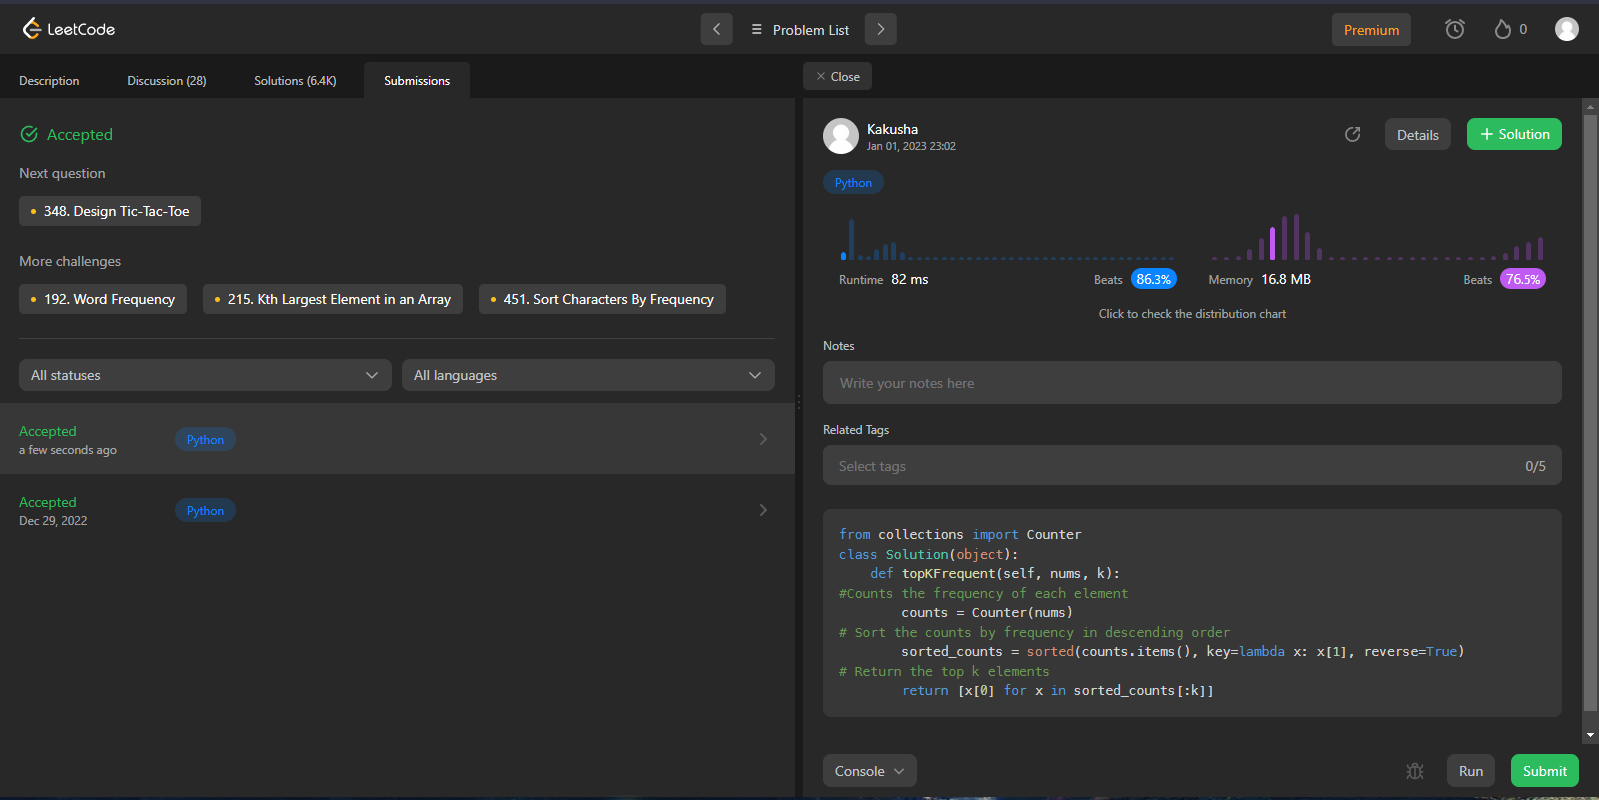 LeetCode
Problem List
Premium
0
Description
Discussion (28)
Solutions (6.4K)
Submissions
Accepted
Next question
348. Design Tic-Tac-Toe
More challenges
192. Word Frequency
215. Kth Largest Element in an Array
451. Sort Characters By Frequency
All statuses
All languages
Accepted
a few seconds ago
Python
Accepted
Dec 29, 2022
Python
Close
Kakusha
Jan 01, 2023 23:02
Details
+ Solution
Python
Runtime 82 ms
Beats 86.3%
Memory 16.8 MB
Beats 76.5%
Click to check the distribution chart
Notes
Write your notes here
Related Tags
Select tags
0/5
from collections import Counter
class Solution(object):
    def topKFrequent(self, nums, k):
#Counts the frequency of each element
        counts = Counter(nums)
# Sort the counts by frequency in descending order
        sorted_counts = sorted(counts.items(), key=lambda x: x[1], reverse=True)
# Return the top k elements
        return [x[0] for x in sorted_counts[:k]]
Console
Run
Submit